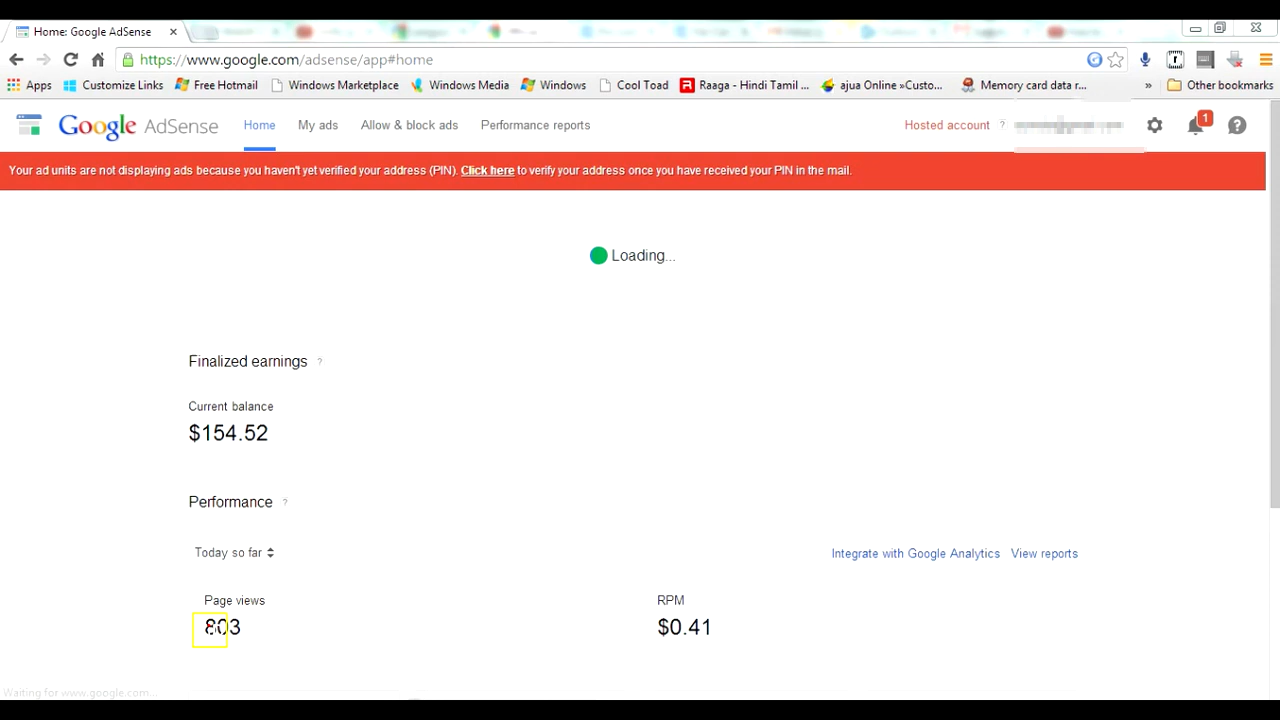 Home: Google AdSense
https://www.google.com/adsense/app#home
Apps Customize Links Free Hotmail Windows Marketplace Windows Media Windows Cool Toad Raaga - Hindi Tamil ... ajua Online »Custo... Memory card data r... » Other bookmarks
Google AdSense Home My ads Allow & block ads Performance reports Hosted account ? 1 ?
Your ad units are not displaying ads because you haven't yet verified your address (PIN). Click here to verify your address once you have received your PIN in the mail.
Loading...
Finalized earnings ?
Current balance
$154.52
Performance ?
Today so far
Integrate with Google Analytics View reports
Page views RPM
803 $0.41
Waiting for www.google.com...